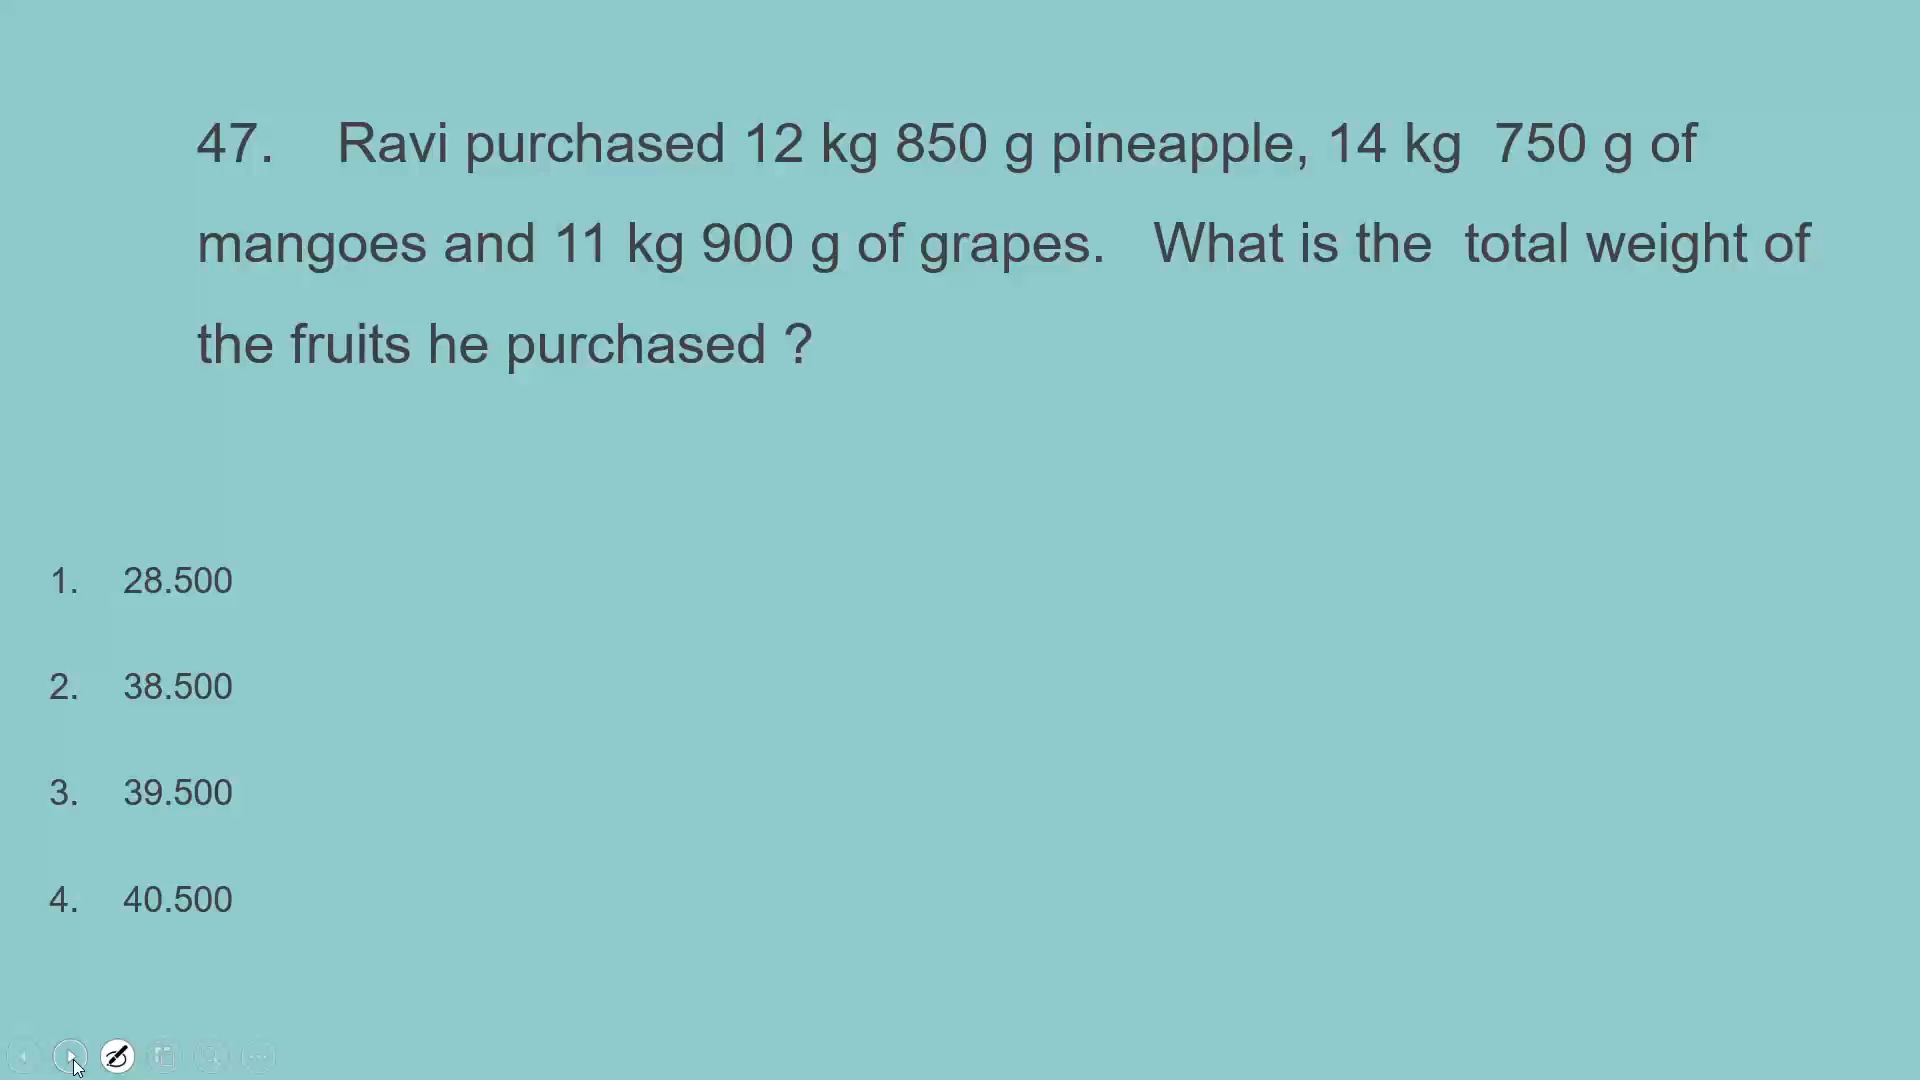 47. Ravi purchased 12 kg 850 g pineapple, 14 kg 750 g of
mangoes and 11 kg 900 g of grapes. What is the total weight of
the fruits he purchased ?
1. 28.500
2. 38.500
3. 39.500
4. 40.500